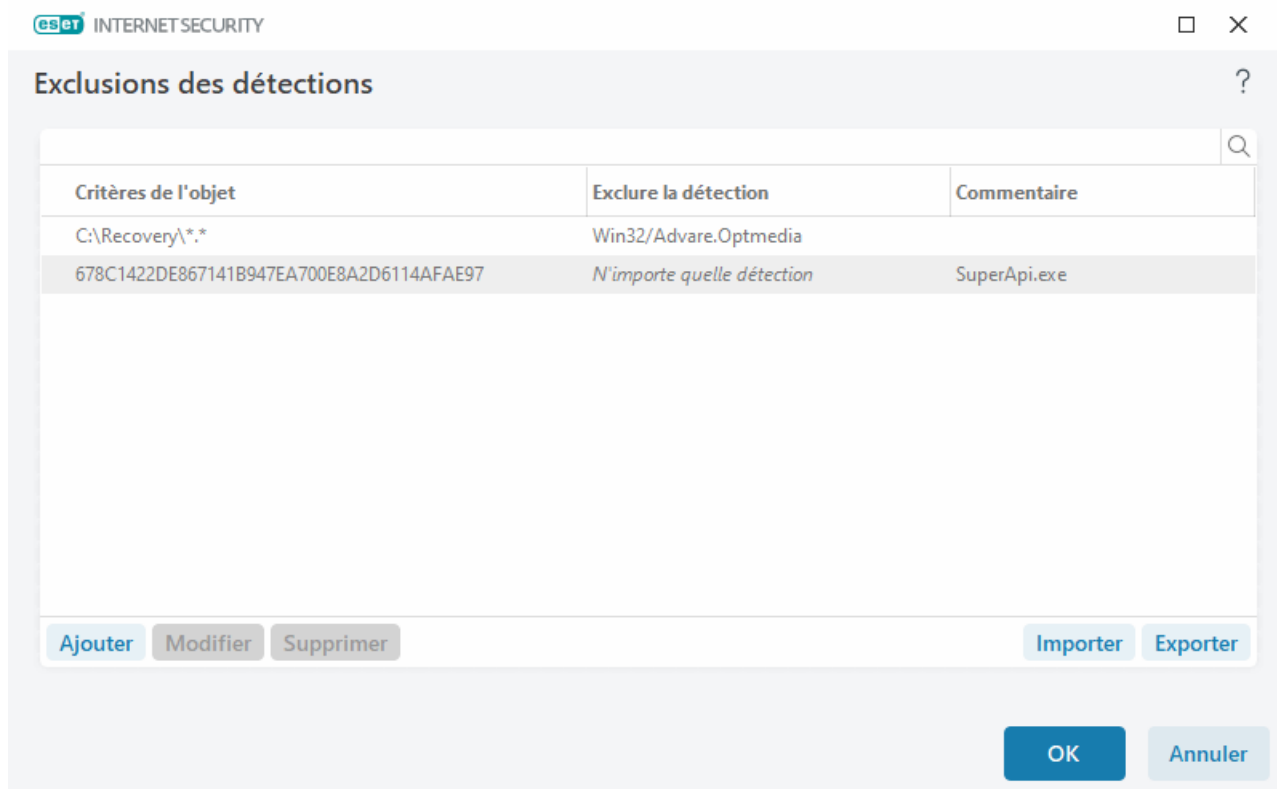 eset INTERNET SECURITY
Exclusions des détections
?
Critères de l'objet Exclure la détection Commentaire
C:\Recovery\*.* Win32/Advare.Optmedia
678C1422DE867141B947EA700E8A2D6114AFAE97 N'importe quelle détection SuperApi.exe
Ajouter Modifier Supprimer Importer Exporter
OK Annuler